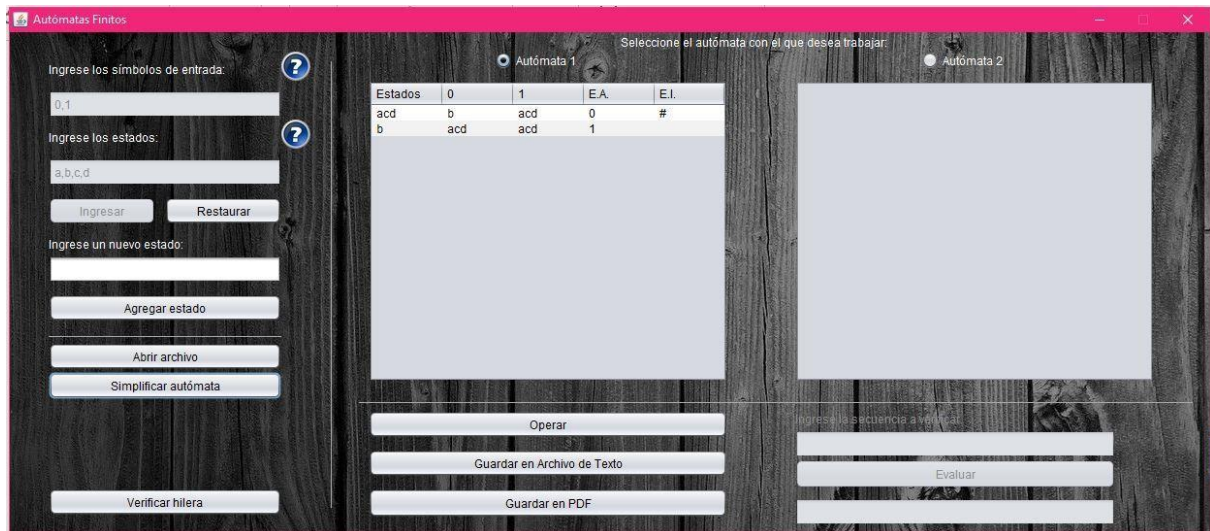 Autómatas Finitos
Ingrese los símbolos de entrada:
0,1
Ingrese los estados:
a,b,c,d
Ingresar Restaurar
Ingrese un nuevo estado:
Agregar estado
Abrir archivo
Simplificar autómata
Verificar hilera
Seleccione el autómata con el que desea trabajar:
Autómata 1 Autómata 2
Estados 0 1 E.A. E.I.
acd b acd 0 #
b acd acd 1
Operar
Guardar en Archivo de Texto
Guardar en PDF
Ingrese la secuencia a verificar
Evaluar